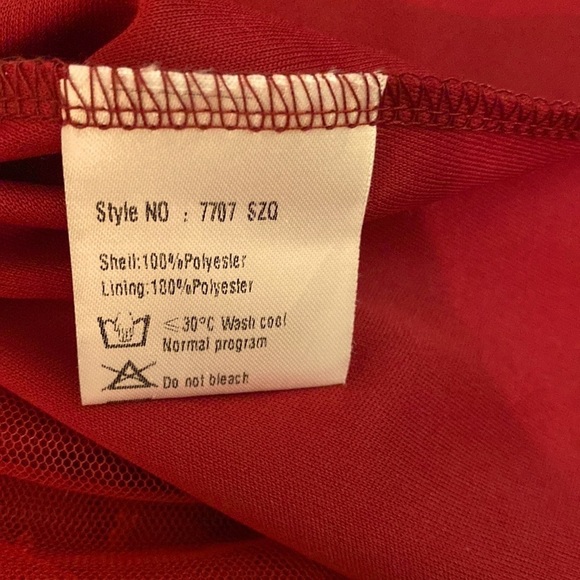 Style NO : 7707 SZQ
Shell:100%Polyester
Lining:100%Polyester
≤30°C Wash cool
Normal program
Do not bleach